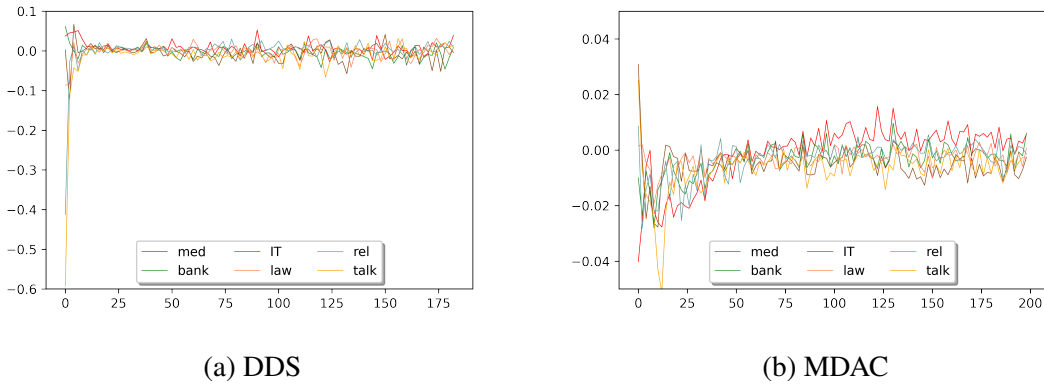 0.1
0.0
−0.1
−0.2
−0.3
−0.4
−0.5
−0.6
0 25 50 75 100 125 150 175
med IT rel
bank law talk
(a) DDS
0.04
0.02
0.00
−0.02
−0.04
0 25 50 75 100 125 150 175 200
med IT rel
bank law talk
(b) MDAC